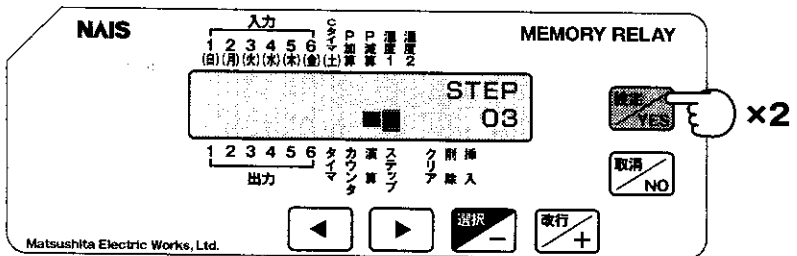 NAIS
MEMORY RELAY
入力
1 2 3 4 5 6 Cタイマ P加算 P減算 温度1 温度2
(日) (月) (火) (水) (木) (金) (土)
STEP
03
1 2 3 4 5 6 タイマ カウンタ 演算 ステップ クリア 削除 挿入
出力
設定/YES
×2
取消/NO
選択/−
改行/+
Matsushita Electric Works, Ltd.